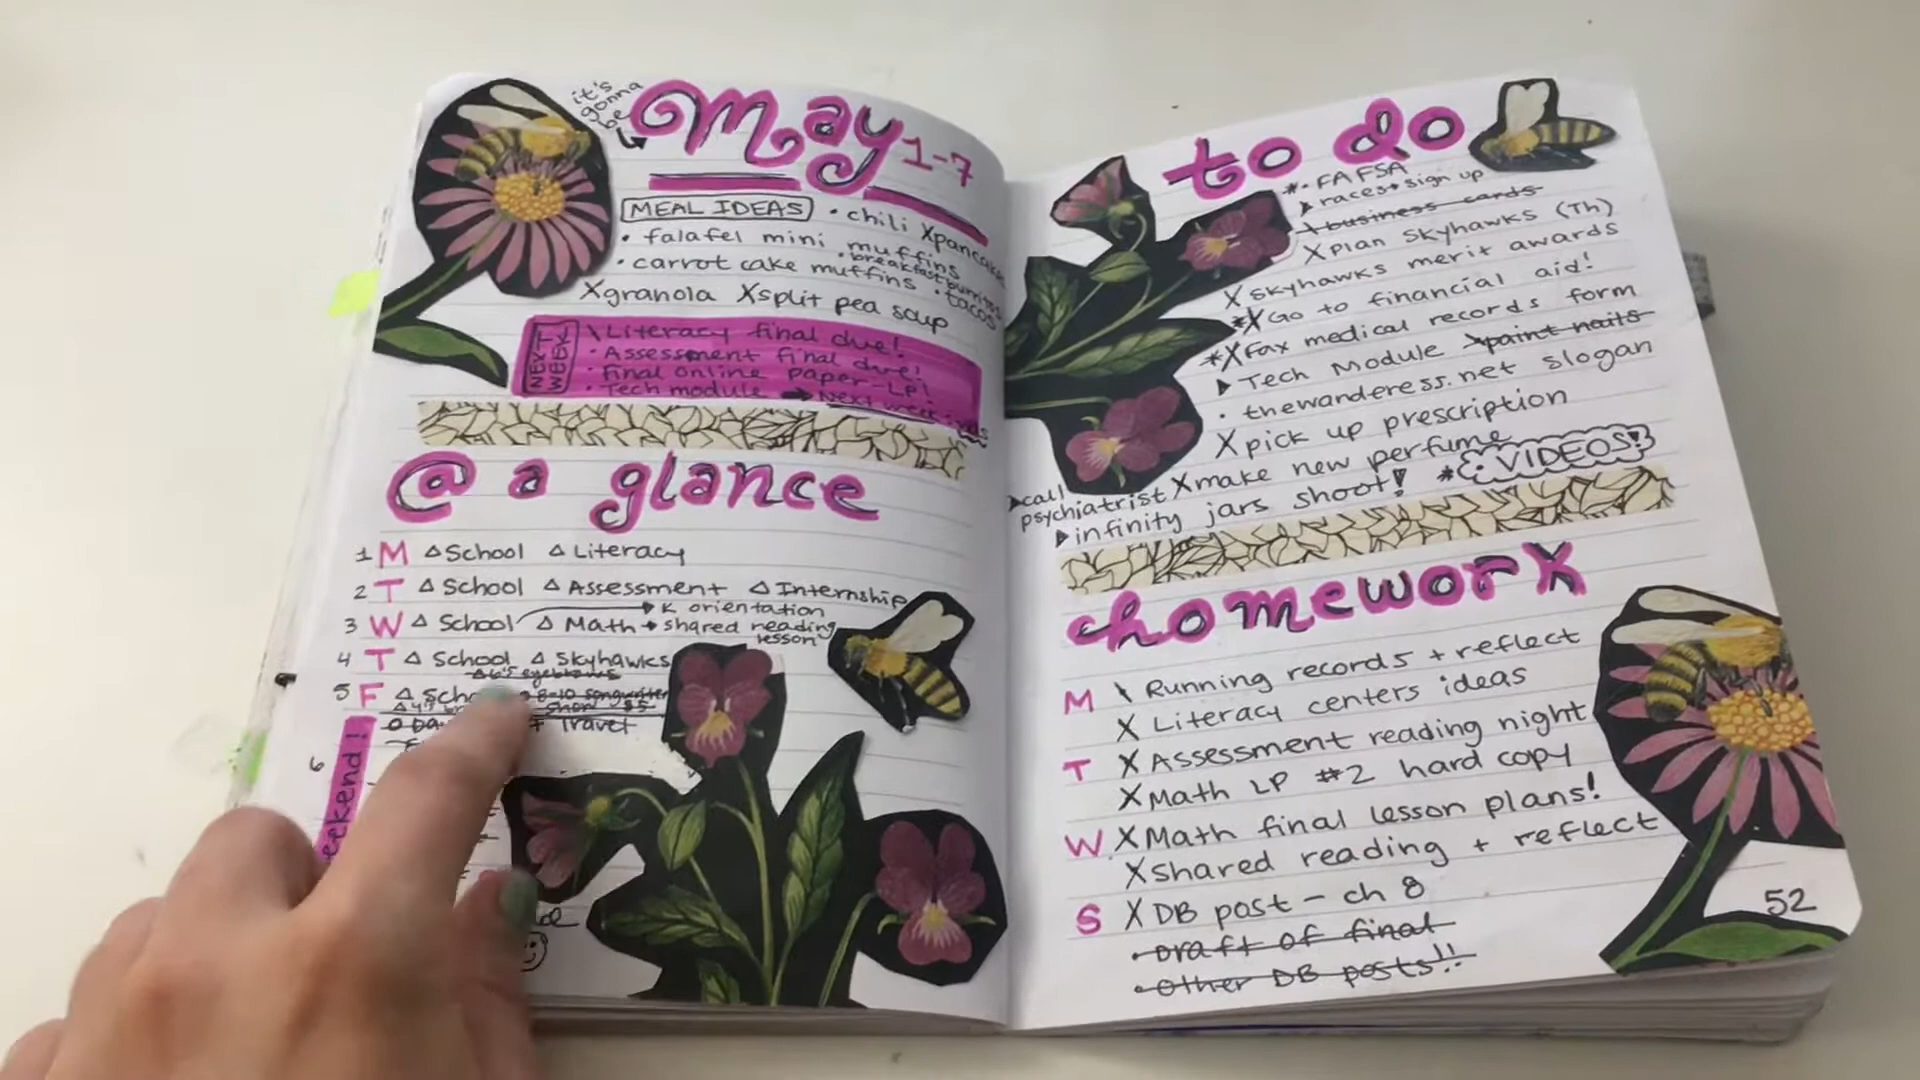 it's
gonna
be
May 1-7
MEAL IDEAS • chili X pancakes
• falafel mini muffins
• breakfast burritos
• carrot cake muffins • tacos
X granola X split pea soup
NEXT WEEK
\ Literacy final due!
• Assessment final due!
• Final online paper - LP!
• Tech module → Next week:
@ a glance
1 M △ School △ Literacy
2 T △ School △ Assessment △ Internship
3 W △ School → K orientation
△ Math → shared reading
lesson
4 T △ School △ Skyhawks
eyebrows
5 F △ School 8-10 songwriter
Travel
6
weekend!
to do
*• FAFSA
▸ races → sign up
X business cards
X plan Skyhawks (Th)
X Skyhawks merit awards
*X Go to financial aid!
*X Fax medical records form
▸ Tech Module X paint nails
• thewanderess.net slogan
X pick up prescription
X make new perfume
▸ call
psychiatrist
▸ infinity jars shoot! * • VIDEOS!
homework
M \ Running records + reflect
X Literacy centers ideas
T X Assessment reading night
X Math LP #2 hard copy
W X Math final lesson plans!
X shared reading + reflect
S X DB post - ch 8
• Draft of final
• other DB posts!!
52